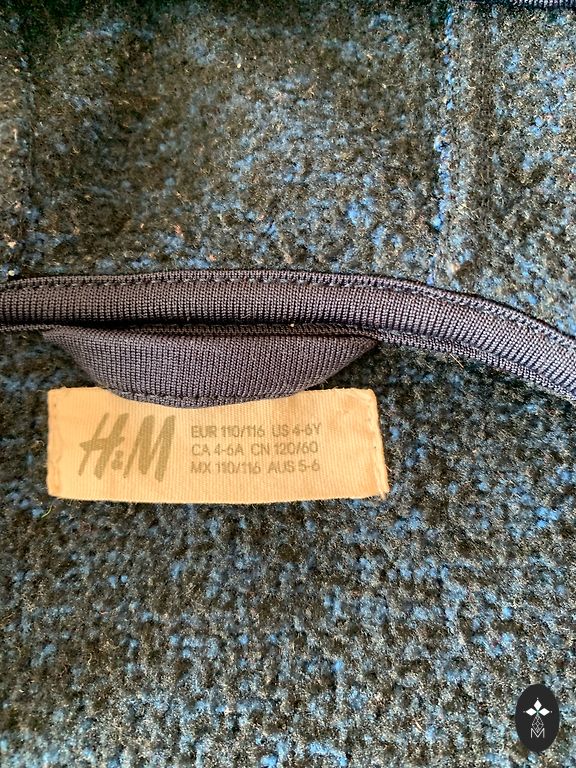 H&M
EUR 110/116 US 4-6Y
CA 4-6A CN 120/60
MX 110/116 AUS 5-6
M